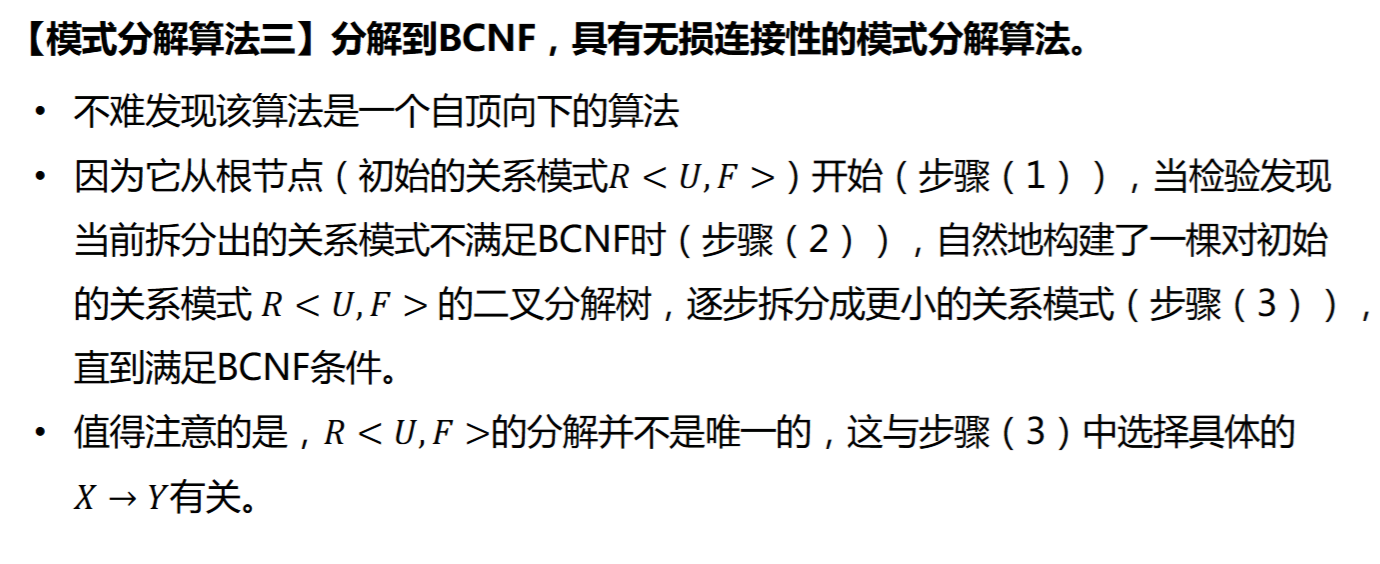 【模式分解算法三】分解到BCNF，具有无损连接性的模式分解算法。
• 不难发现该算法是一个自顶向下的算法
• 因为它从根节点（初始的关系模式R < U, F >）开始（步骤（1）），当检验发现
当前拆分出的关系模式不满足BCNF时（步骤（2）），自然地构建了一棵对初始
的关系模式 R < U, F > 的二叉分解树，逐步拆分成更小的关系模式（步骤（3）），
直到满足BCNF条件。
• 值得注意的是，R < U, F >的分解并不是唯一的，这与步骤（3）中选择具体的
X → Y有关。